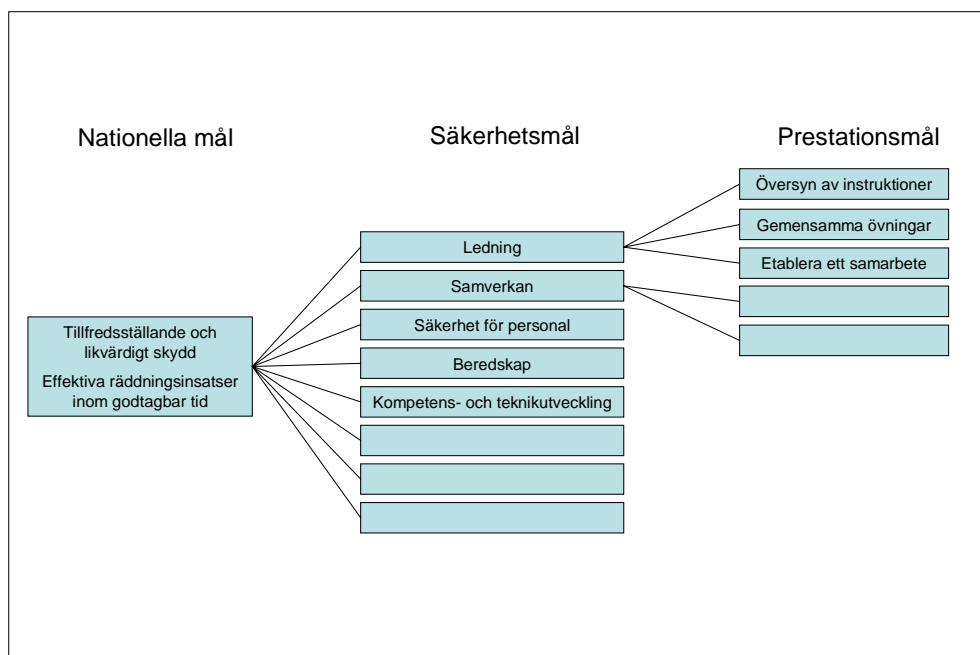 Nationella mål
Säkerhetsmål
Prestationsmål
Översyn av instruktioner
Gemensamma övningar
Etablera ett samarbete
Ledning
Samverkan
Säkerhet för personal
Beredskap
Kompetens- och teknikutveckling
Tillfredsställande och
likvärdigt skydd
Effektiva räddningsinsatser
inom godtagbar tid